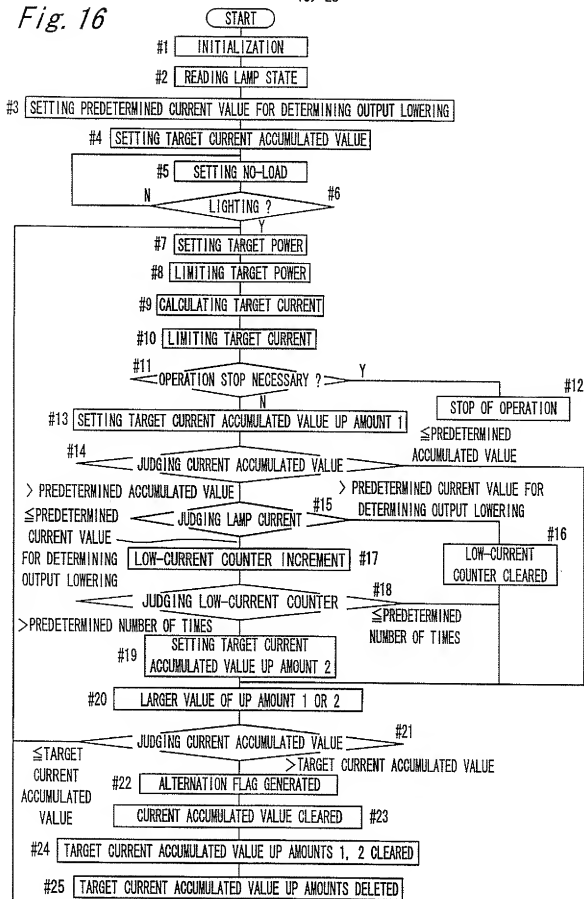 Fig. 16
START
#1 INITIALIZATION
#2 READING LAMP STATE
#3 SETTING PREDETERMINED CURRENT VALUE FOR DETERMINING OUTPUT LOWERING
#4 SETTING TARGET CURRENT ACCUMULATED VALUE
#5 SETTING NO-LOAD
N
LIGHTING ?
#6
Y
#7 SETTING TARGET POWER
#8 LIMITING TARGET POWER
#9 CALCULATING TARGET CURRENT
#10 LIMITING TARGET CURRENT
#11
OPERATION STOP NECESSARY ?
Y
#12
STOP OF OPERATION
N
#13 SETTING TARGET CURRENT ACCUMULATED VALUE UP AMOUNT 1
≦PREDETERMINED
ACCUMULATED VALUE
#14
JUDGING CURRENT ACCUMULATED VALUE
> PREDETERMINED ACCUMULATED VALUE
> PREDETERMINED CURRENT VALUE FOR
DETERMINING OUTPUT LOWERING
#15
JUDGING LAMP CURRENT
≦PREDETERMINED
CURRENT VALUE
FOR DETERMINING
OUTPUT LOWERING
#16
LOW-CURRENT
COUNTER CLEARED
LOW-CURRENT COUNTER INCREMENT #17
#18
JUDGING LOW-CURRENT COUNTER
>PREDETERMINED NUMBER OF TIMES
≦PREDETERMINED
NUMBER OF TIMES
#19
SETTING TARGET CURRENT
ACCUMULATED VALUE UP AMOUNT 2
#20 LARGER VALUE OF UP AMOUNT 1 OR 2
#21
JUDGING CURRENT ACCUMULATED VALUE
≦TARGET
CURRENT
ACCUMULATED
VALUE
>TARGET CURRENT ACCUMULATED VALUE
#22 ALTERNATION FLAG GENERATED
CURRENT ACCUMULATED VALUE CLEARED #23
#24 TARGET CURRENT ACCUMULATED VALUE UP AMOUNTS 1, 2 CLEARED
#25 TARGET CURRENT ACCUMULATED VALUE UP AMOUNTS DELETED